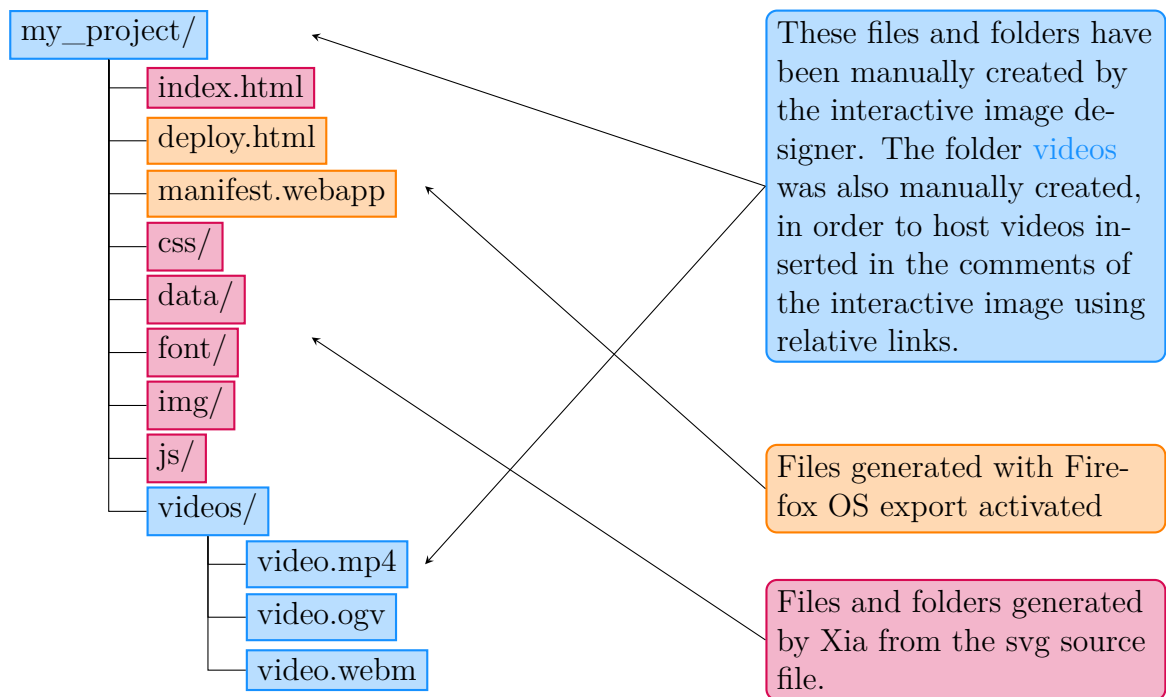 my_project/
index.html
deploy.html
manifest.webapp
css/
data/
font/
img/
js/
videos/
video.mp4
video.ogv
video.webm
These files and folders have
been manually created by
the interactive image de-
signer. The folder videos
was also manually created,
in order to host videos in-
serted in the comments of
the interactive image using
relative links.
Files generated with Fire-
fox OS export activated
Files and folders generated
by Xia from the svg source
file.